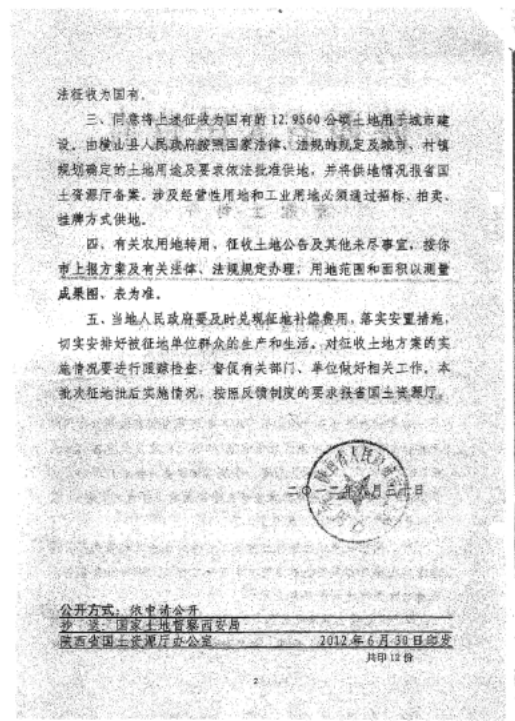 法征收为国有。
三、同意将上述征收为国有的12.9560公顷土地用于城市建
设。由横山县人民政府按照国家法律、法规的规定及城市、村镇
规划确定的土地用途及要求依法批准供地，并将供地情况报省国
土资源厅备案。涉及经营性用地和工业用地必须通过招标、拍卖、
挂牌方式供地。
四、有关农用地转用、征收土地公告及其他未尽事宜，按你
市上报方案及有关法律、法规规定办理，用地范围和面积以测量
成果图、表为准。
五、当地人民政府要及时兑现征地补偿费用，落实安置措施，
切实安排好被征地单位群众的生产和生活。对征收土地方案的实
施情况要进行跟踪检查，督促有关部门、单位做好相关工作。本
批次征地批后实施情况，按照反馈制度的要求报省国土资源厅。
二〇一二年六月三十日
公开方式：依申请公开
抄 送：国家土地督察西安局
陕西省国土资源厅办公室 2012年6月30日印发
共印12份
2